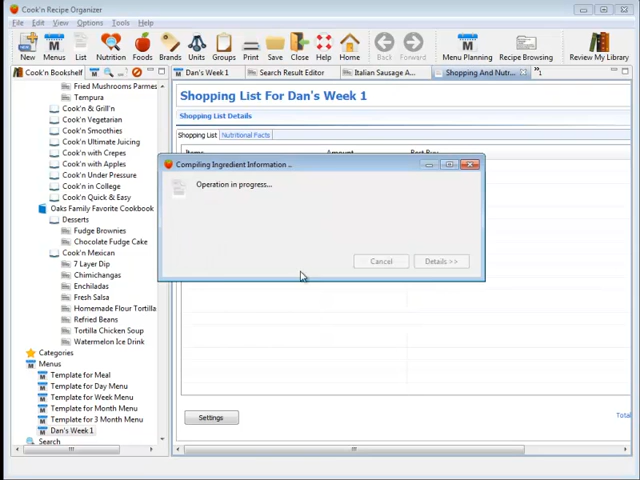 Cook'n Recipe Organizer
File Edit View Options Tools Help
New Menus List Nutrition Foods Brands Units Groups Print Save Close Help Home Back Forward Menu Planning Recipe Browsing Review My Library
Cook'n Bookshelf
Dan's Week 1 Search Result Editor Italian Sausage A... Shopping And Nutr... »1
Fried Mushrooms Parmes
Tempura
Cook'n & Grill'n
Cook'n Vegetarian
Cook'n Smoothies
Cook'n Ultimate Juicing
Cook'n with Crepes
Cook'n with Apples
Cook'n Under Pressure
Cook'n in College
Cook'n Quick & Easy
Oaks Family Favorite Cookbook
Desserts
Fudge Brownies
Chocolate Fudge Cake
Cook'n Mexican
7 Layer Dip
Chimichangas
Enchiladas
Fresh Salsa
Homemade Flour Tortilla
Refried Beans
Tortilla Chicken Soup
Watermelon Ice Drink
Categories
Menus
Template for Meal
Template for Day Menu
Template for Week Menu
Template for Month Menu
Template for 3 Month Menu
Dan's Week 1
Search
Shopping List For Dan's Week 1
Shopping List Details
Shopping List Nutritional Facts
Items Amount Best Buy
Compiling Ingredient Information ..
Operation in progress...
Cancel Details >>
Settings
Total